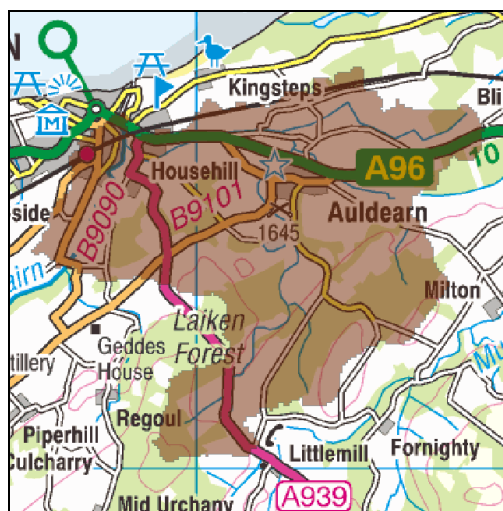 N
Kingsteps
Bli
M
Househill
A96
10
side
B9090
B9101
Auldearn
1645
airn
Laiken
Forest
Milton
Geddes
House
tillery
Regoul
Piperhill
Culcharry
Littlemill
Fornighty
Mid Urchany
A939